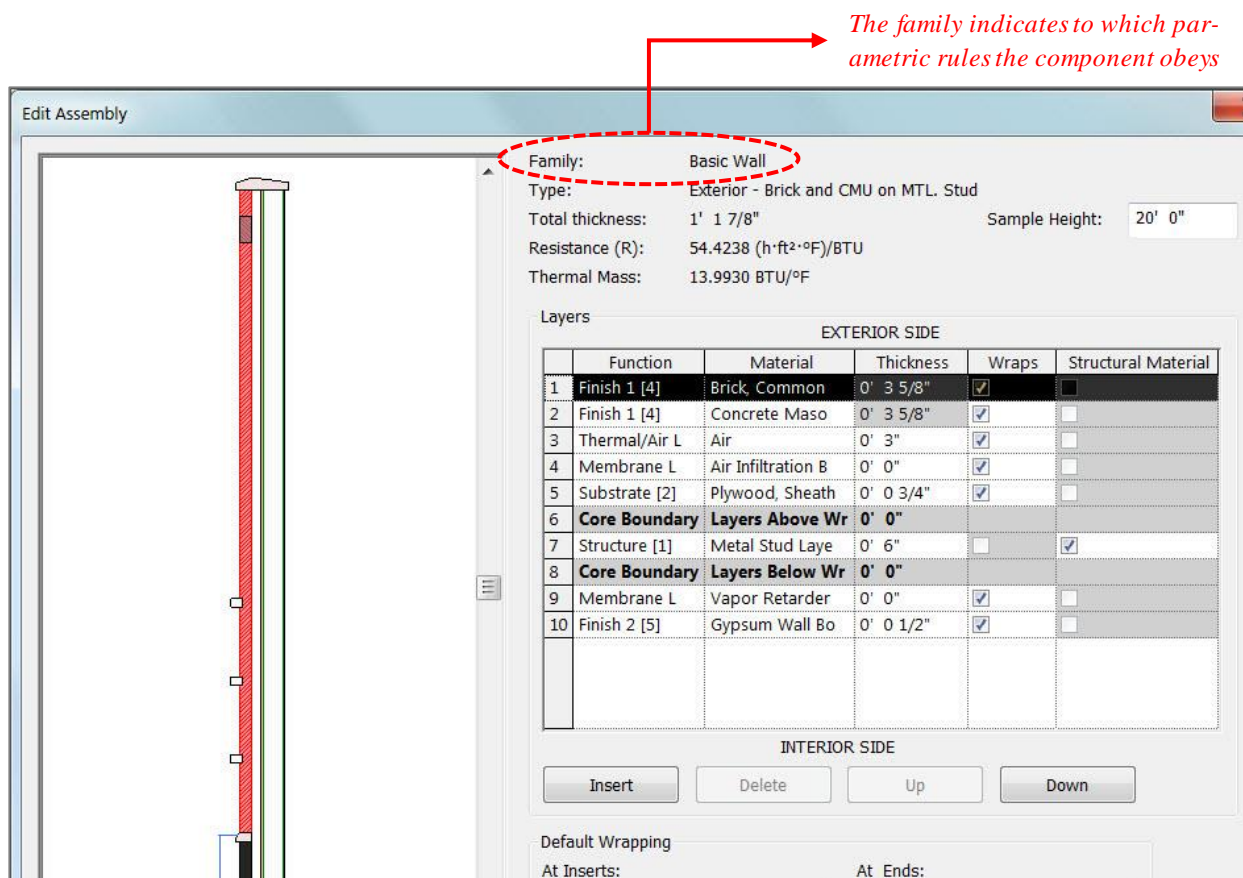 The family indicates to which par-
ametric rules the component obeys
Edit Assembly
Family: Basic Wall
Type: Exterior - Brick and CMU on MTL. Stud
Total thickness: 1' 1 7/8" Sample Height: 20' 0"
Resistance (R): 54.4238 (h·ft²·ºF)/BTU
Thermal Mass: 13.9930 BTU/ºF
Layers
EXTERIOR SIDE
Function Material Thickness Wraps Structural Material
1 Finish 1 [4] Brick, Common 0' 3 5/8"
2 Finish 1 [4] Concrete Maso 0' 3 5/8"
3 Thermal/Air L Air 0' 3"
4 Membrane L Air Infiltration B 0' 0"
5 Substrate [2] Plywood, Sheath 0' 0 3/4"
6 Core Boundary Layers Above Wr 0' 0"
7 Structure [1] Metal Stud Laye 0' 6"
8 Core Boundary Layers Below Wr 0' 0"
9 Membrane L Vapor Retarder 0' 0"
10 Finish 2 [5] Gypsum Wall Bo 0' 0 1/2"
INTERIOR SIDE
Insert Delete Up Down
Default Wrapping
At Inserts: At Ends: